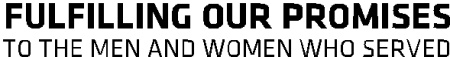 FULFILLING OUR PROMISES
TO THE MEN AND WOMEN WHO SERVED